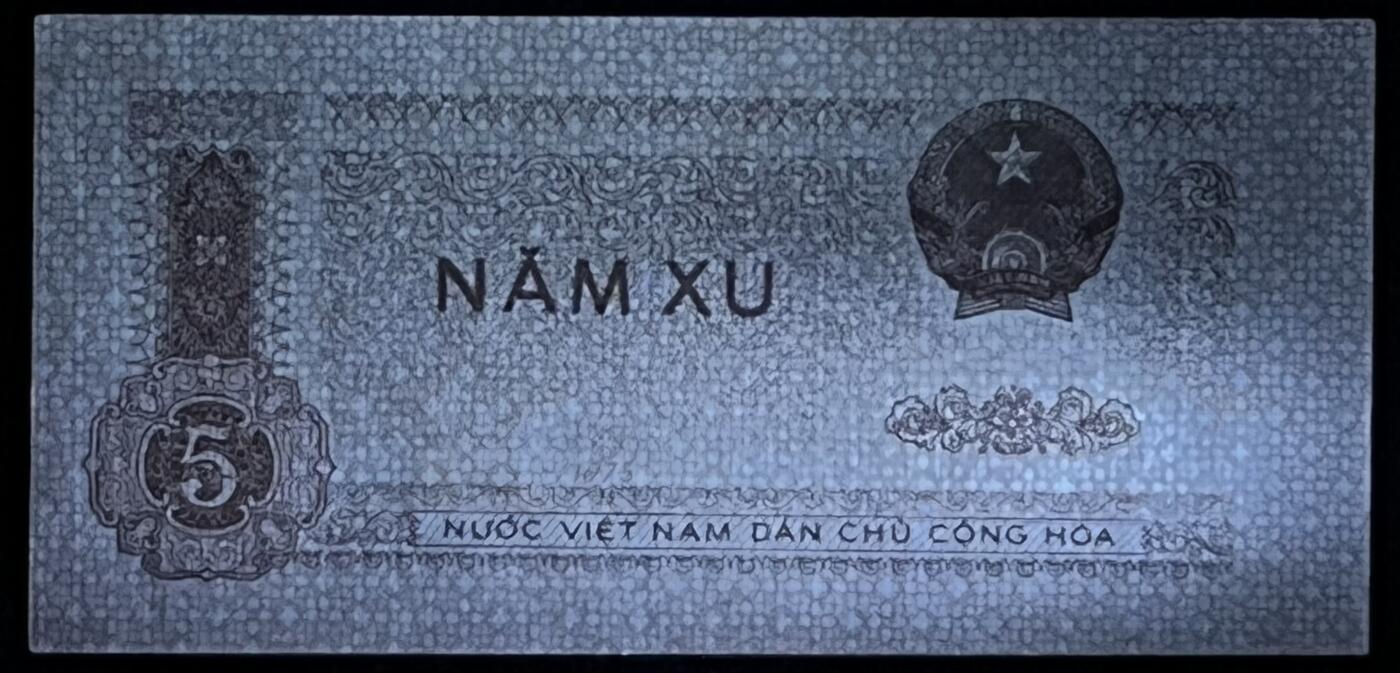 NĂM XU
5
1975
NƯỚC VIỆT NAM DÂN CHỦ CỘNG HÒA